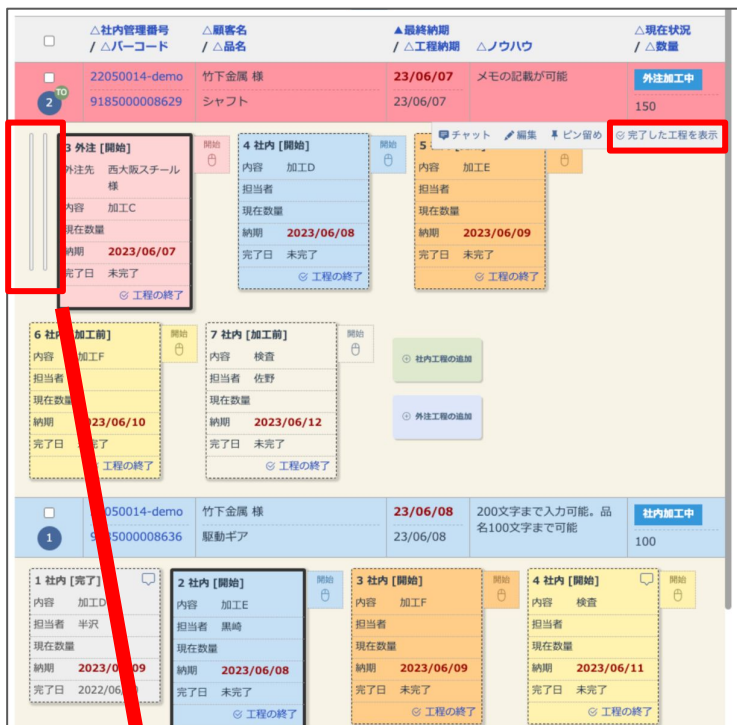 △社内管理番号 △顧客名 ▲最終納期 △現在状況
/ △バーコード / △品名 / △工程納期 △ノウハウ / △数量
22050014-demo 竹下金属 様 23/06/07 メモの記載が可能 外注加工中
2 TO 9185000008629 シャフト 23/06/07 150
チャット 編集 ピン留め 完了した工程を表示
3 外注 [開始] 開始
外注先 西大阪スチール様
内容 加工C
現在数量
納期 2023/06/07
完了日 未完了
工程の終了
4 社内 [開始] 開始
内容 加工D
担当者
現在数量
納期 2023/06/08
完了日 未完了
工程の終了
5
内容 加工E
担当者
現在数量
納期 2023/06/09
完了日 未完了
工程の終了
6 社内 [加工前] 開始
内容 加工F
担当者
現在数量
納期 2023/06/10
完了日 未完了
工程の終了
7 社内 [加工前] 開始
内容 検査
担当者 佐野
現在数量
納期 2023/06/12
完了日 未完了
工程の終了
社内工程の追加
外注工程の追加
050014-demo 竹下金属 様 23/06/08 200文字まで入力可能。品名100文字まで可能 社内加工中
1 9185000008636 駆動ギア 23/06/08 100
1 社内 [完了]
内容 加工D
担当者 半沢
現在数量
納期 2023/0 09
完了日 2022/06/
2 社内 [開始] 開始
内容 加工E
担当者 黒崎
現在数量
納期 2023/06/08
完了日 未完了
工程の終了
3 社内 [開始] 開始
内容 加工F
担当者
現在数量
納期 2023/06/09
完了日 未完了
工程の終了
4 社内 [開始] 開始
内容 検査
担当者
現在数量
納期 2023/06/11
完了日 未完了
工程の終了